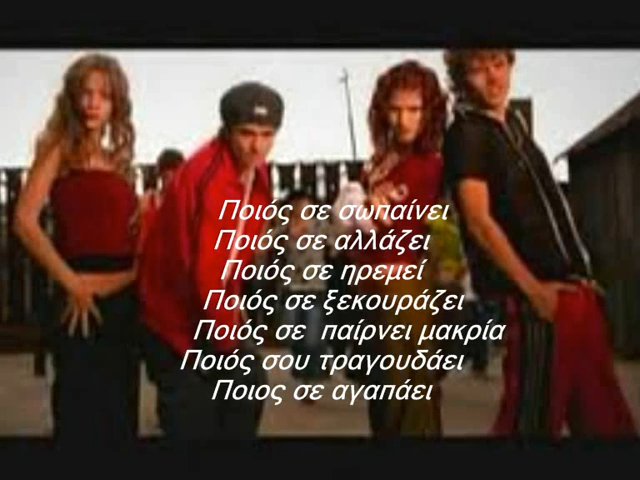 Ποιός σε σωπαίνει
Ποιός σε αλλάζει
Ποιός σε ηρεμεί
Ποιός σε ξεκουράζει
Ποιός σε παίρνει μακρία
Ποιός σου τραγουδάει
Ποιος σε αγαπάει